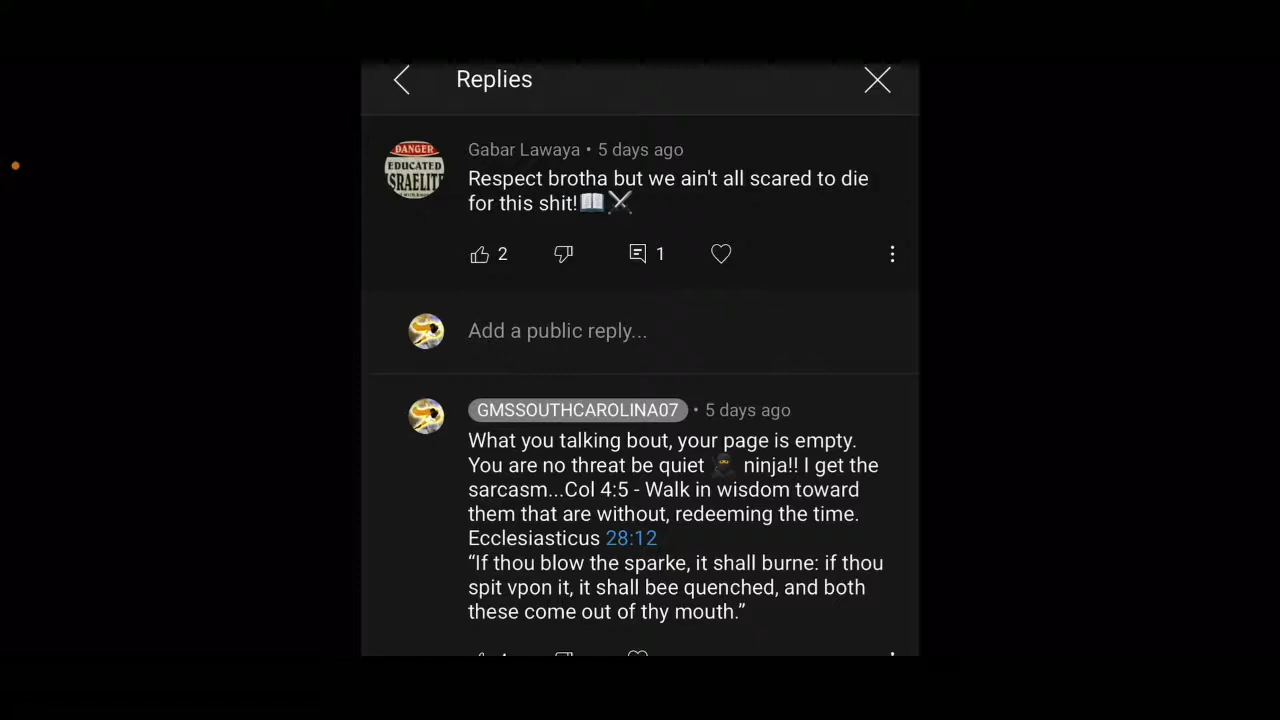 Replies
DANGER
EDUCATED
ISRAELITE
Gabar Lawaya • 5 days ago
Respect brotha but we ain't all scared to die
for this shit!📖⚔
2
1
Add a public reply...
GMSSOUTHCAROLINA07 • 5 days ago
What you talking bout, your page is empty.
You are no threat be quiet 🥷 ninja!! I get the
sarcasm...Col 4:5 - Walk in wisdom toward
them that are without, redeeming the time.
Ecclesiasticus 28:12
“If thou blow the sparke, it shall burne: if thou
spit vpon it, it shall bee quenched, and both
these come out of thy mouth.”